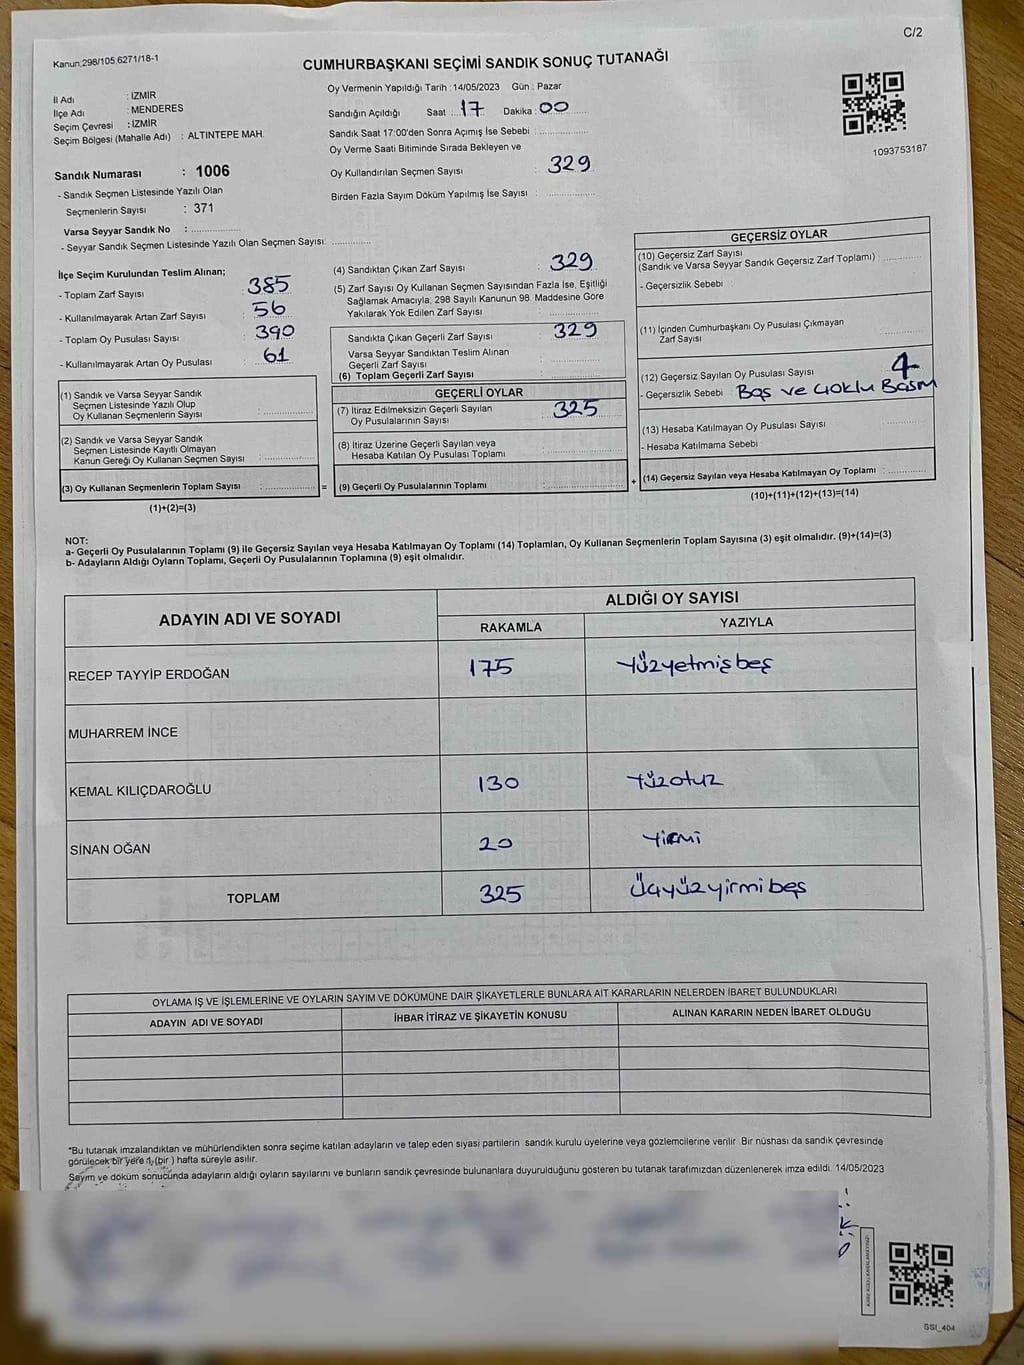 C/2
Kanun:298/105.6271/18-1
CUMHURBAŞKANI SEÇİMİ SANDIK SONUÇ TUTANAĞI
İl Adı : İZMİR
İlçe Adı : MENDERES
Seçim Çevresi : İZMİR
Seçim Bölgesi (Mahalle Adı) : ALTINTEPE MAH.
Oy Vermenin Yapıldığı Tarih :14/05/2023 Gün : Pazar
Sandığın Açıldığı Saat : 17 Dakika : 00
Sandık Saat 17:00'den Sonra Açımış İse Sebebi :
Oy Verme Saati Bitiminde Sırada Bekleyen ve
Oy Kullandırılan Seçmen Sayısı : 329
Birden Fazla Sayım Döküm Yapılmış İse Sayısı :
1093753187
Sandık Numarası : 1006
- Sandık Seçmen Listesinde Yazılı Olan
Seçmenlerin Sayısı : 371
Varsa Seyyar Sandık No :
- Seyyar Sandık Seçmen Listesinde Yazılı Olan Seçmen Sayısı:
İlçe Seçim Kurulundan Teslim Alınan;
- Toplam Zarf Sayısı : 385
- Kullanılmayarak Artan Zarf Sayısı : 56
- Toplam Oy Pusulası Sayısı : 390
- Kullanılmayarak Artan Oy Pusulası : 61
(1) Sandık ve Varsa Seyyar Sandık
Seçmen Listesinde Yazılı Olup
Oy Kullanan Seçmenlerin Sayısı :
(2) Sandık ve Varsa Seyyar Sandık
Seçmen Listesinde Kayıtlı Olmayan
Kanun Gereği Oy Kullanan Seçmen Sayısı :
(3) Oy Kullanan Seçmenlerin Toplam Sayısı : =
(1)+(2)=(3)
(4) Sandıktan Çıkan Zarf Sayısı : 329
(5) Zarf Sayısı Oy Kullanan Seçmen Sayısından Fazla İse, Eşitliği
Sağlamak Amacıyla; 298 Sayılı Kanunun 98. Maddesine Göre
Yakılarak Yok Edilen Zarf Sayısı :
Sandıkta Çıkan Geçerli Zarf Sayısı : 329
Varsa Seyyar Sandıktan Teslim Alınan
Geçerli Zarf Sayısı :
(6) Toplam Geçerli Zarf Sayısı :
GEÇERLİ OYLAR
(7) İtiraz Edilmeksizin Geçerli Sayılan
Oy Pusulalarının Sayısı : 325
(8) İtiraz Üzerine Geçerli Sayılan veya
Hesaba Katılan Oy Pusulası Toplamı :
(9) Geçerli Oy Pusulalarının Toplamı : +
GEÇERSİZ OYLAR
(10) Geçersiz Zarf Sayısı
(Sandık ve Varsa Seyyar Sandık Geçersiz Zarf Toplamı) :
- Geçersizlik Sebebi :
(11) İçinden Cumhurbaşkanı Oy Pusulası Çıkmayan
Zarf Sayısı :
(12) Geçersiz Sayılan Oy Pusulası Sayısı : 4
- Geçersizlik Sebebi : Boş ve çoklu Basım
(13) Hesaba Katılmayan Oy Pusulası Sayısı :
- Hesaba Katılmama Sebebi :
(14) Geçersiz Sayılan veya Hesaba Katılmayan Oy Toplamı :
(10)+(11)+(12)+(13)=(14)
NOT:
a- Geçerli Oy Pusulalarının Toplamı (9) ile Geçersiz Sayılan veya Hesaba Katılmayan Oy Toplamı (14) Toplamları, Oy Kullanan Seçmenlerin Toplam Sayısına (3) eşit olmalıdır. (9)+(14)=(3)
b- Adayların Aldığı Oyların Toplamı, Geçerli Oy Pusulalarının Toplamına (9) eşit olmalıdır.
ADAYIN ADI VE SOYADI
ALDIĞI OY SAYISI
RAKAMLA YAZIYLA
RECEP TAYYİP ERDOĞAN 175 Yüzyetmişbeş
MUHARREM İNCE
KEMAL KILIÇDAROĞLU 130 Yüzotuz
SİNAN OĞAN 20 Yirmi
TOPLAM 325 Üçyüzyirmibeş
OYLAMA İŞ VE İŞLEMLERİNE VE OYLARIN SAYIM VE DÖKÜMÜNE DAİR ŞİKAYETLERLE BUNLARA AİT KARARLARIN NELERDEN İBARET BULUNDUKLARI
ADAYIN ADI VE SOYADI İHBAR İTİRAZ VE ŞİKAYETİN KONUSU ALINAN KARARIN NEDEN İBARET OLDUĞU
*Bu tutanak imzalandıktan ve mühürlendikten sonra seçime katılan adayların ve talep eden siyasi partilerin sandık kurulu üyelerine veya gözlemcilerine verilir. Bir nüshası da sandık çevresinde
görülecek bir yere 1 (bir ) hafta süreyle asılır.
Sayım ve döküm sonucunda adayların aldığı oyların sayılarını ve bunların sandık çevresinde bulunanlara duyurulduğunu gösteren bu tutanak tarafımızdan düzenlenerek imza edildi. 14/05/2023
SSI_404